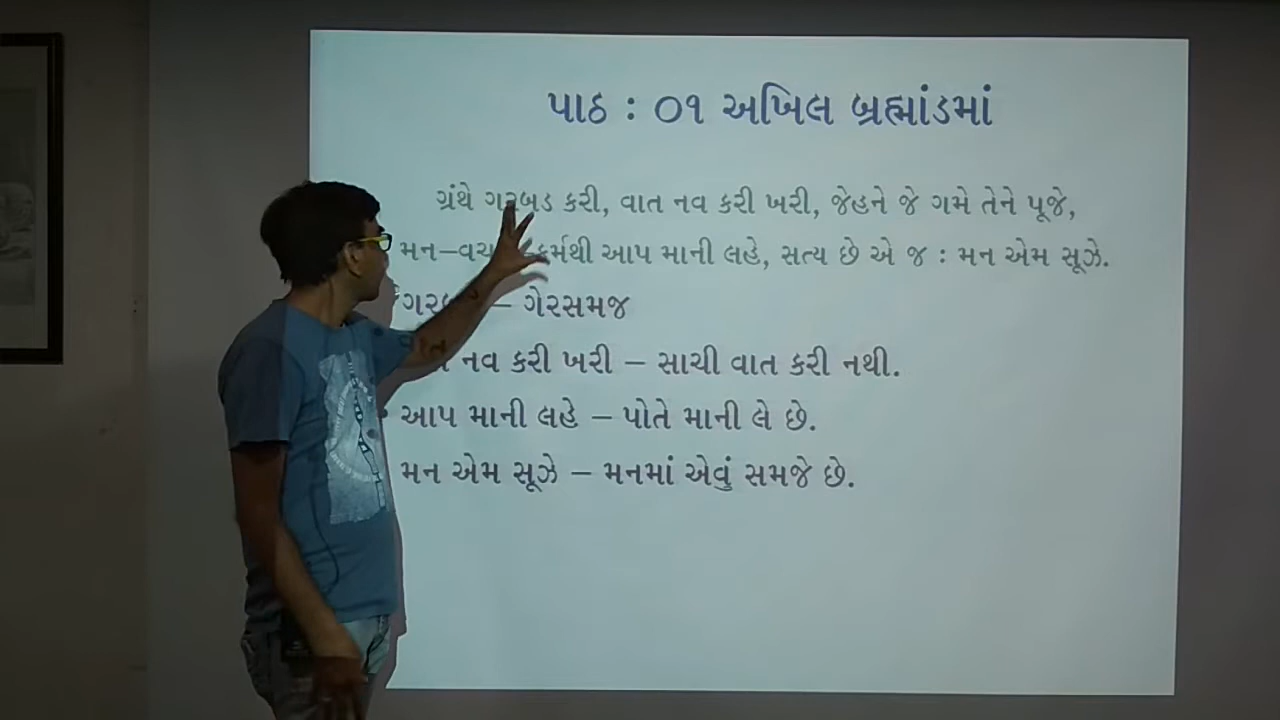 પાઠ : ૦૧ અખિલ બ્રહ્માંડમાં
ગ્રંથે ગરબડ કરી, વાત નવ કરી ખરી, જેહને જે ગમે તેને પૂજે,
મન–વચન કર્મથી આપ માની લહે, સત્ય છે એ જ : મન એમ સૂઝે.
ગરબડ – ગેરસમજ
વાત નવ કરી ખરી – સાચી વાત કરી નથી.
આપ માની લહે – પોતે માની લે છે.
મન એમ સૂઝે – મનમાં એવું સમજે છે.